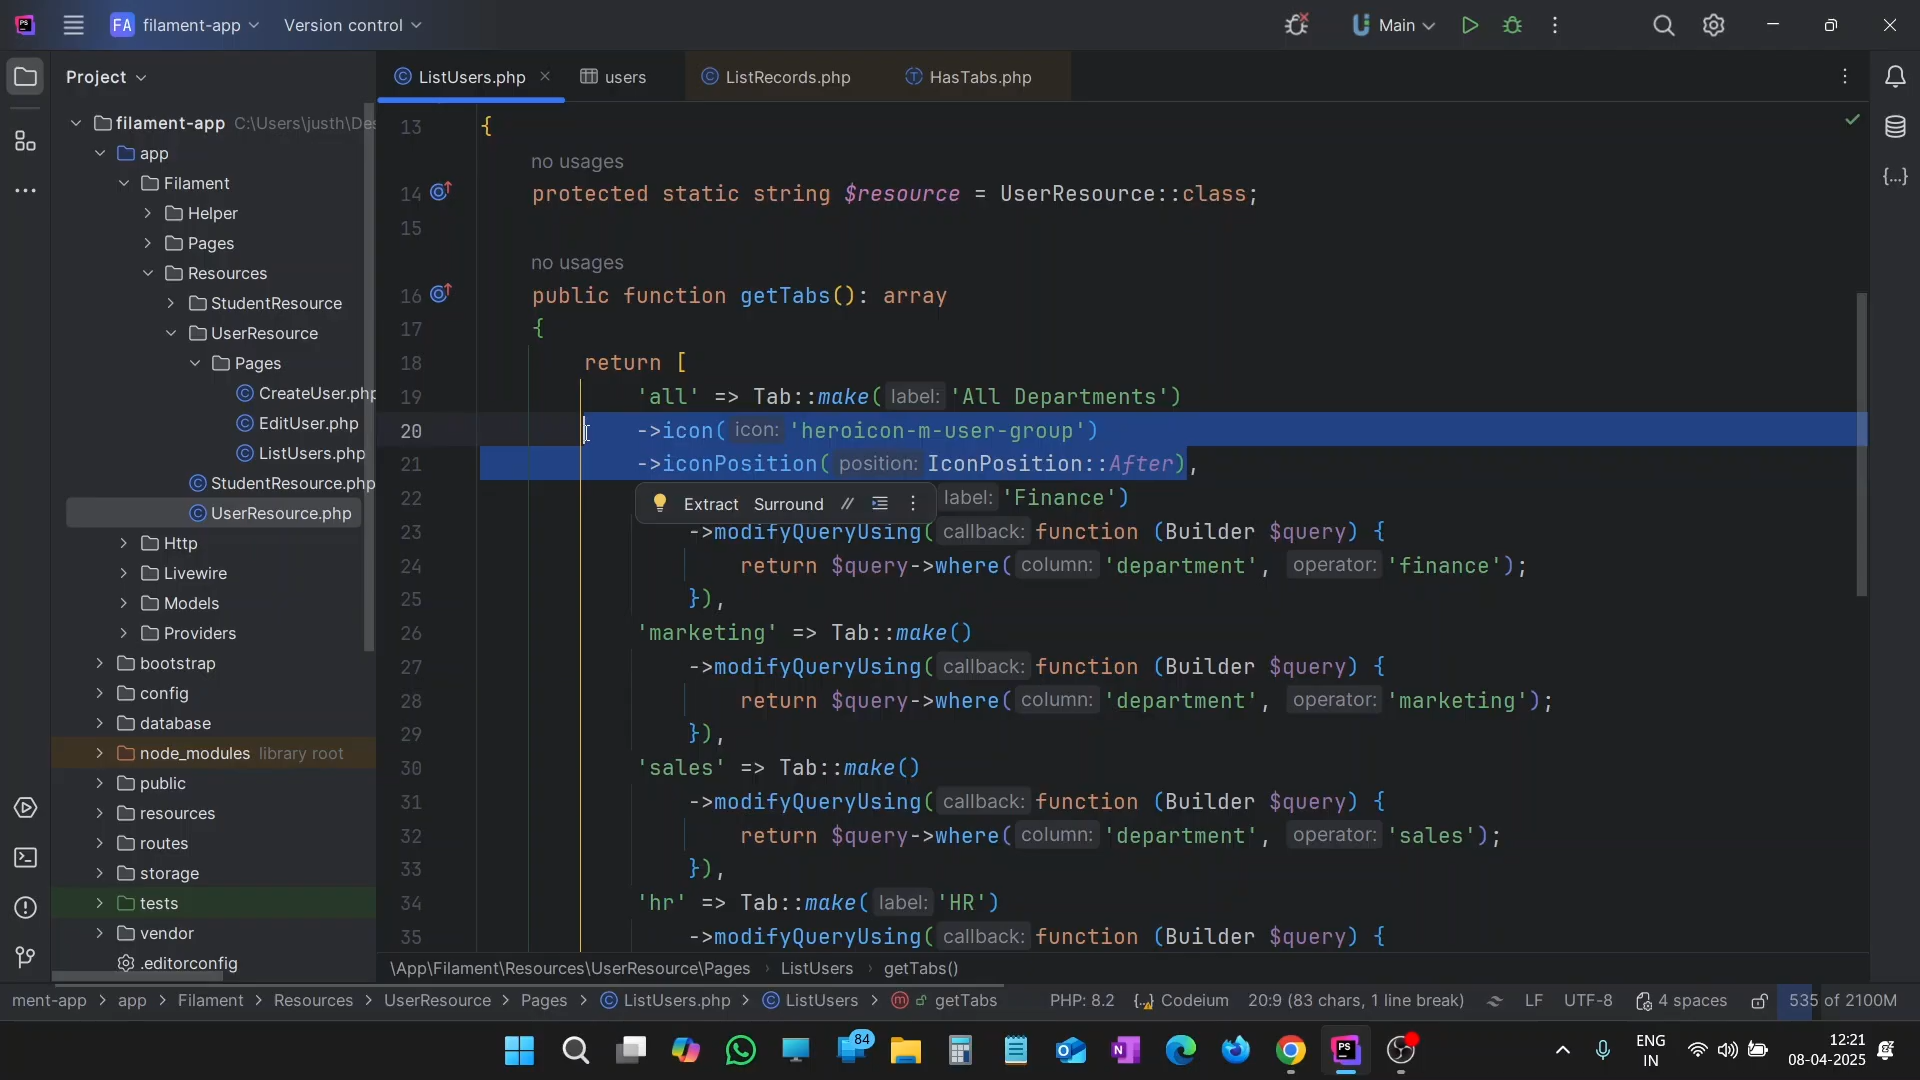 PS
FA filament-app
Version control
Main
Project
ListUsers.php
users
ListRecords.php
HasTabs.php
filament-app C:\Users\justh\De
app
Filament
Helper
Pages
Resources
StudentResource
UserResource
Pages
CreateUser.php
EditUser.php
ListUsers.php
StudentResource.php
UserResource.php
Http
Livewire
Models
Providers
bootstrap
config
database
node_modules library root
public
resources
routes
storage
tests
vendor
.editorconfig
13 {
no usages
14 protected static string $resource = UserResource::class;
15
no usages
16 public function getTabs(): array
17 {
18 return [
19 'all' => Tab::make( label: 'All Departments')
20 ->icon( icon: 'heroicon-m-user-group')
21 ->iconPosition( position: IconPosition::After),
22 label: 'Finance')
Extract Surround //
23 ->modifyQueryUsing( callback: function (Builder $query) {
24 return $query->where( column: 'department', operator: 'finance');
25 }),
26 'marketing' => Tab::make()
27 ->modifyQueryUsing( callback: function (Builder $query) {
28 return $query->where( column: 'department', operator: 'marketing');
29 }),
30 'sales' => Tab::make()
31 ->modifyQueryUsing( callback: function (Builder $query) {
32 return $query->where( column: 'department', operator: 'sales');
33 }),
34 'hr' => Tab::make( label: 'HR')
35 ->modifyQueryUsing( callback: function (Builder $query) {
\App\Filament\Resources\UserResource\Pages › ListUsers › getTabs()
ment-app > app > Filament > Resources > UserResource > Pages > ListUsers.php > ListUsers > getTabs
PHP: 8.2 {..} Codeium 20:9 (83 chars, 1 line break) LF UTF-8 4 spaces 535 of 2100M
84
PS
ENG
IN
12:21
08-04-2025